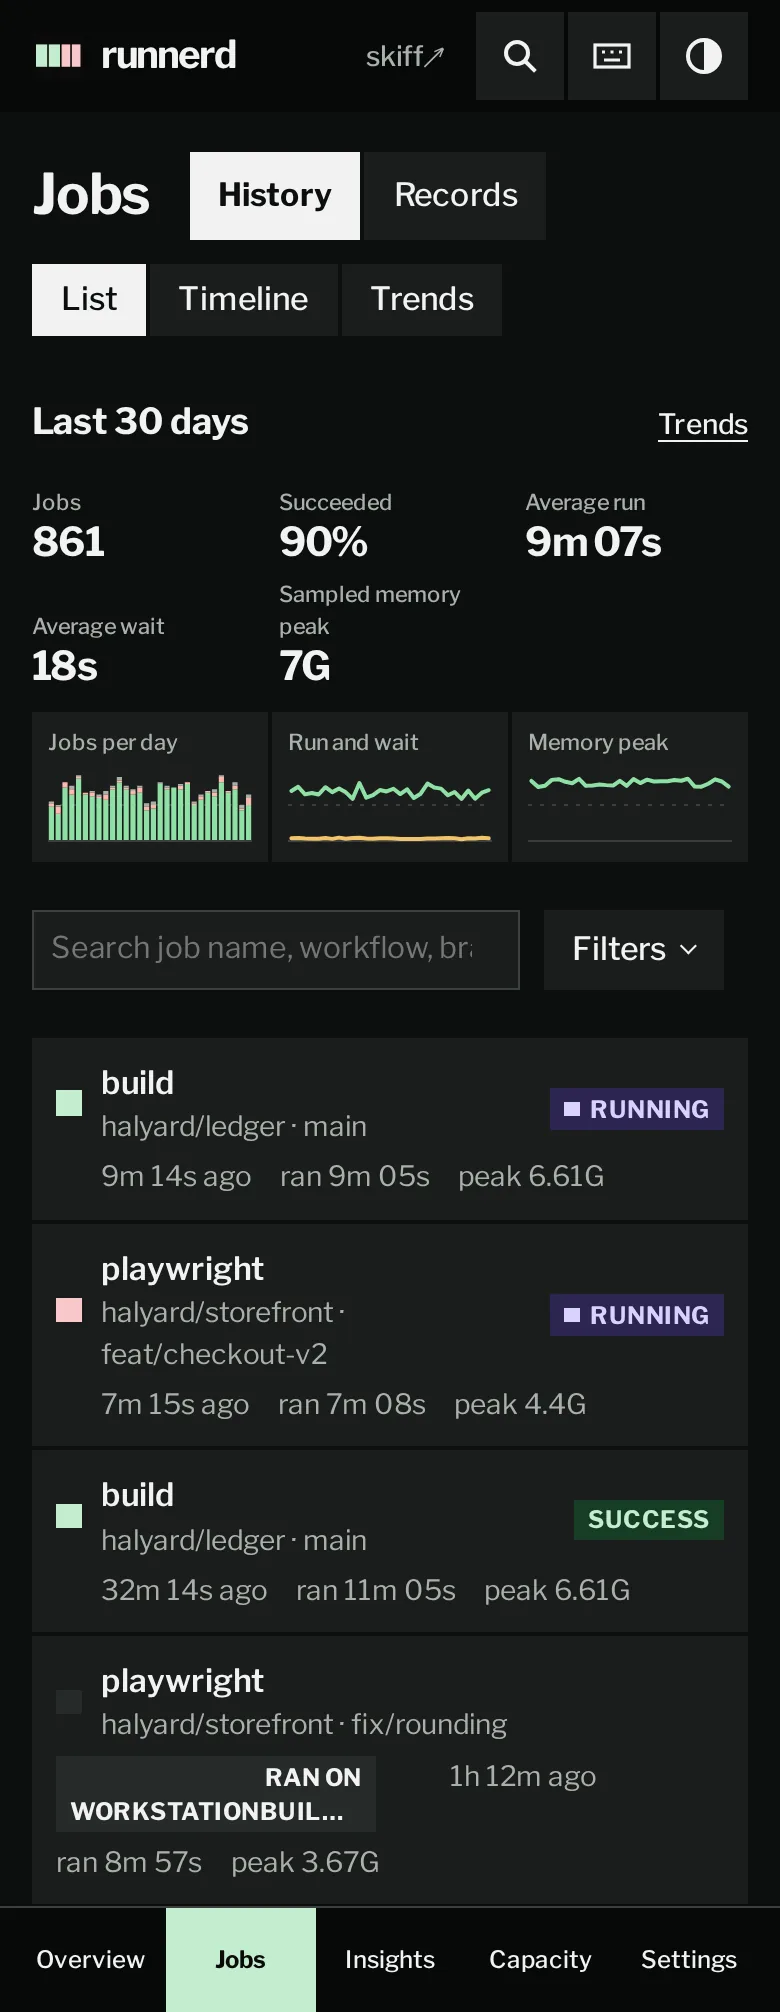 runnerd
skiff↗
Jobs
History
Records
List
Timeline
Trends
Last 30 days
Trends
Jobs
861
Succeeded
90%
Average run
9m 07s
Average wait
18s
Sampled memory
peak
7G
Jobs per day
Run and wait
Memory peak
Search job name, workflow, bra
Filters
build
halyard/ledger · main
RUNNING
9m 14s ago ran 9m 05s peak 6.61G
playwright
halyard/storefront ·
feat/checkout-v2
RUNNING
7m 15s ago ran 7m 08s peak 4.4G
build
halyard/ledger · main
SUCCESS
32m 14s ago ran 11m 05s peak 6.61G
playwright
halyard/storefront · fix/rounding
RAN ON
WORKSTATIONBUIL...
1h 12m ago
ran 8m 57s peak 3.67G
Overview
Jobs
Insights
Capacity
Settings